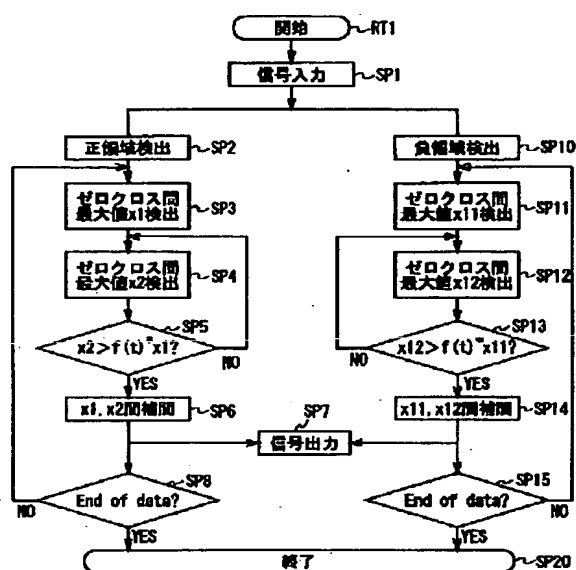 開始
RT1
信号入力
SP1
正領域検出
SP2
負領域検出
SP10
ゼロクロス間
最大値x1検出
SP3
ゼロクロス間
最大値x11検出
SP11
ゼロクロス間
最大値x2検出
SP4
ゼロクロス間
最大値x12検出
SP12
SP5
x2>f(t)*x1?
NO
SP13
x12>f(t)*x11?
NO
YES
YES
x1,x2間補間
SP6
SP7
信号出力
x11,x12間補間
SP14
SP8
End of data?
NO
SP15
End of data?
NO
YES
YES
終了
SP20